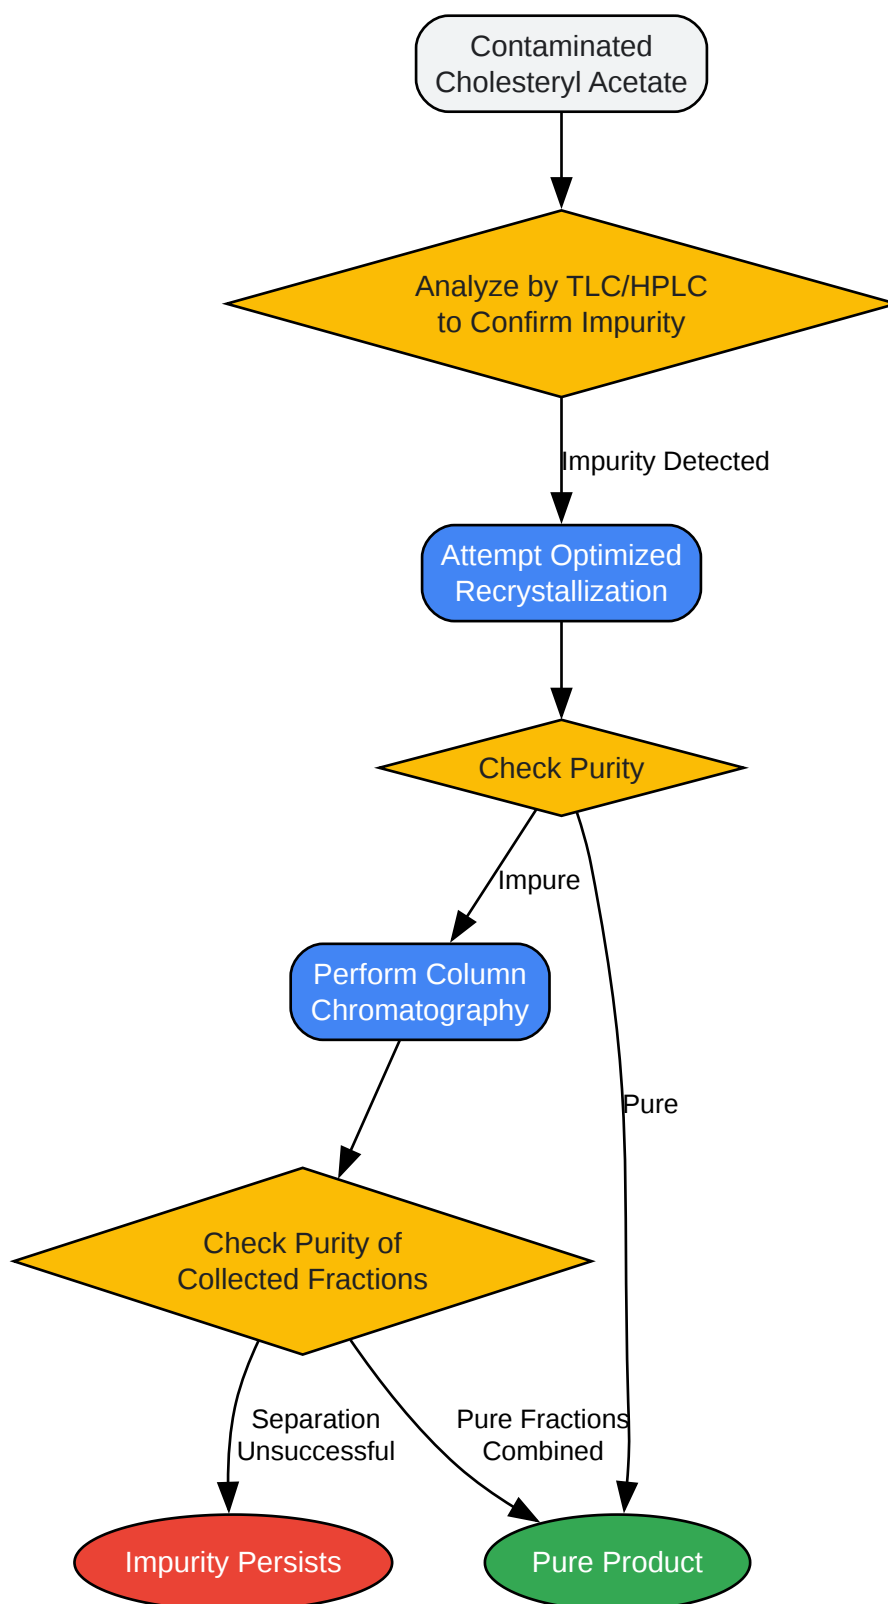 Contaminated
Cholesteryl Acetate
Analyze by TLC/HPLC
to Confirm Impurity
Impurity Detected
Attempt Optimized
Recrystallization
Check Purity
Impure
Perform Column
Chromatography
Pure
Check Purity of
Collected Fractions
Separation
Unsuccessful
Pure Fractions
Combined
Impurity Persists
Pure Product